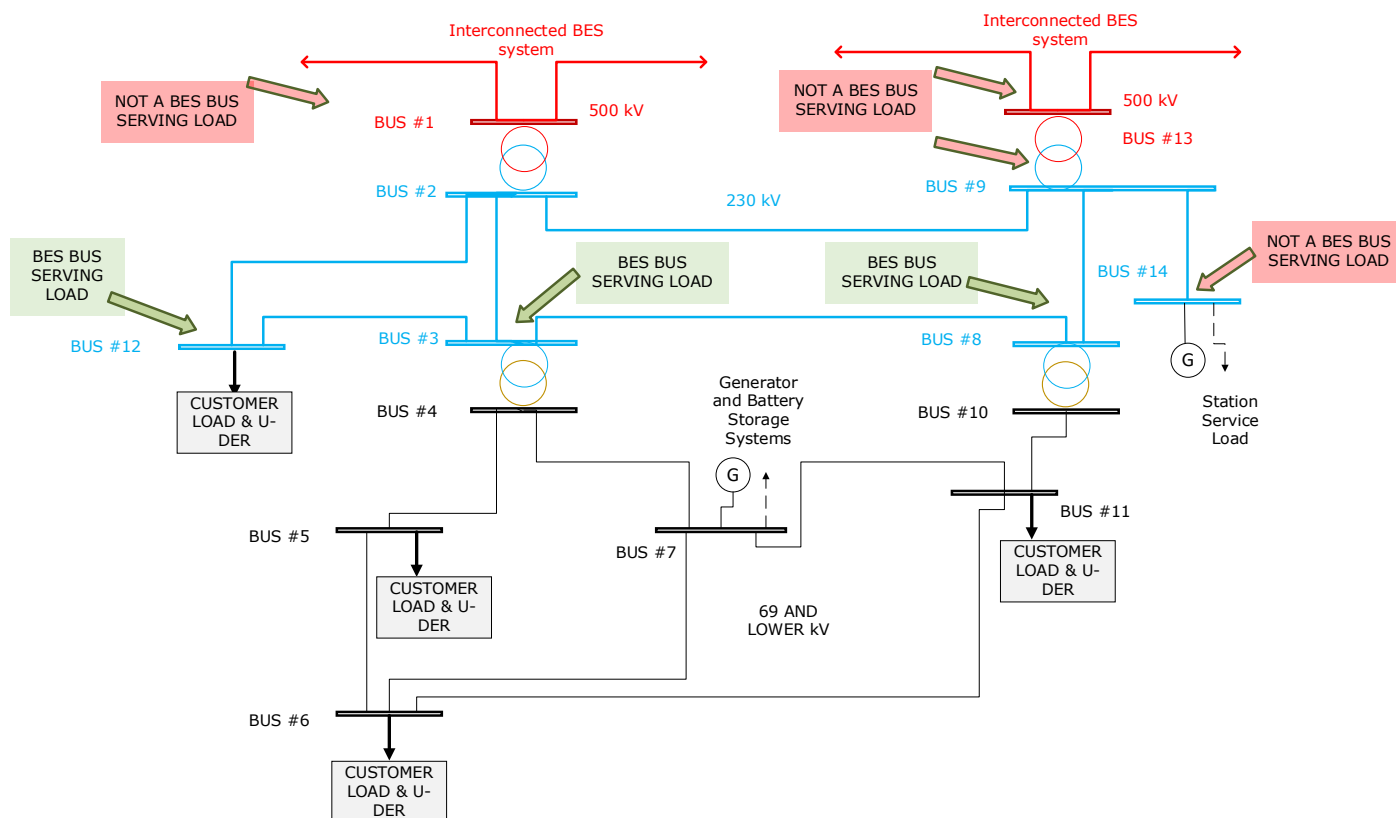 Interconnected BES
system
Interconnected BES
system
NOT A BES BUS
SERVING LOAD
NOT A BES BUS
SERVING LOAD
500 kV
500 kV
BUS #1
BUS #13
BUS #2
BUS #9
230 kV
BES BUS
SERVING
LOAD
BES BUS
SERVING LOAD
BES BUS
SERVING LOAD
NOT A BES BUS
SERVING LOAD
BUS #14
BUS #12
BUS #3
BUS #8
G
CUSTOMER
LOAD & U-
DER
BUS #4
Generator
and Battery
Storage
Systems
BUS #10
Station
Service
Load
G
BUS #5
BUS #7
BUS #11
CUSTOMER
LOAD & U-
DER
CUSTOMER
LOAD & U-
DER
69 AND
LOWER kV
BUS #6
CUSTOMER
LOAD & U-
DER